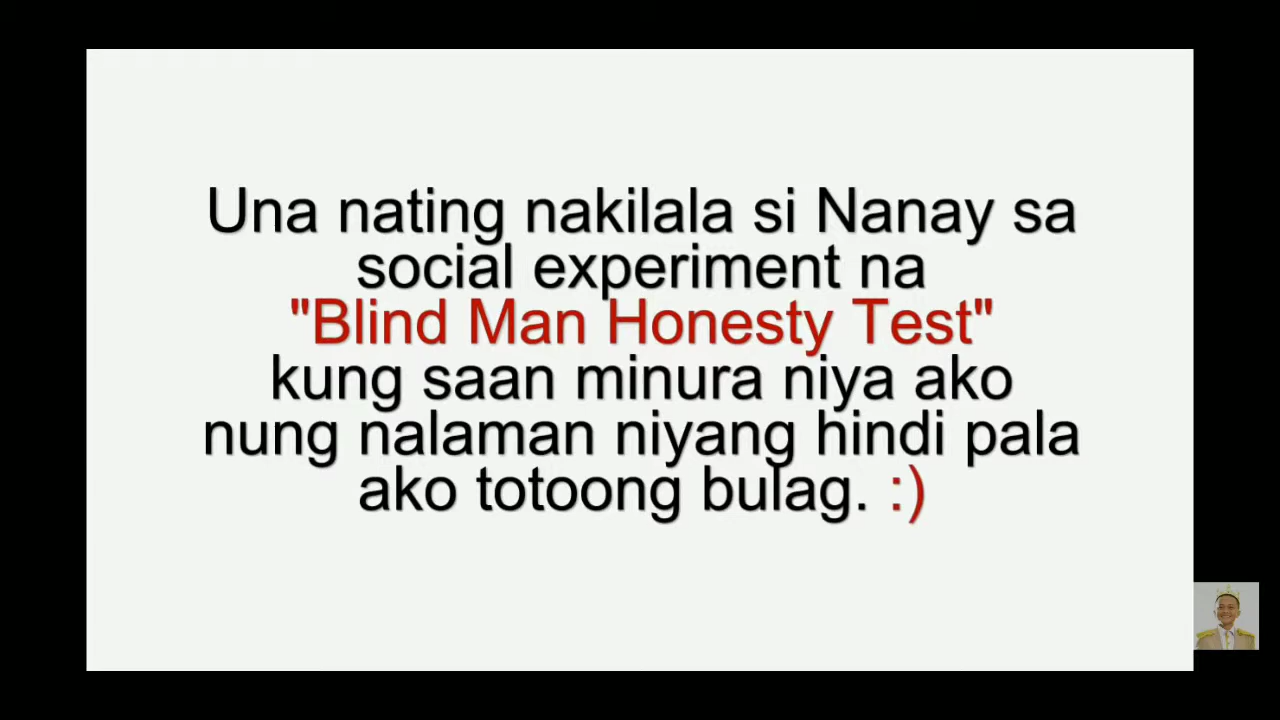 Una nating nakilala si Nanay sa
social experiment na
"Blind Man Honesty Test"
kung saan minura niya ako
nung nalaman niyang hindi pala
ako totoong bulag. :)